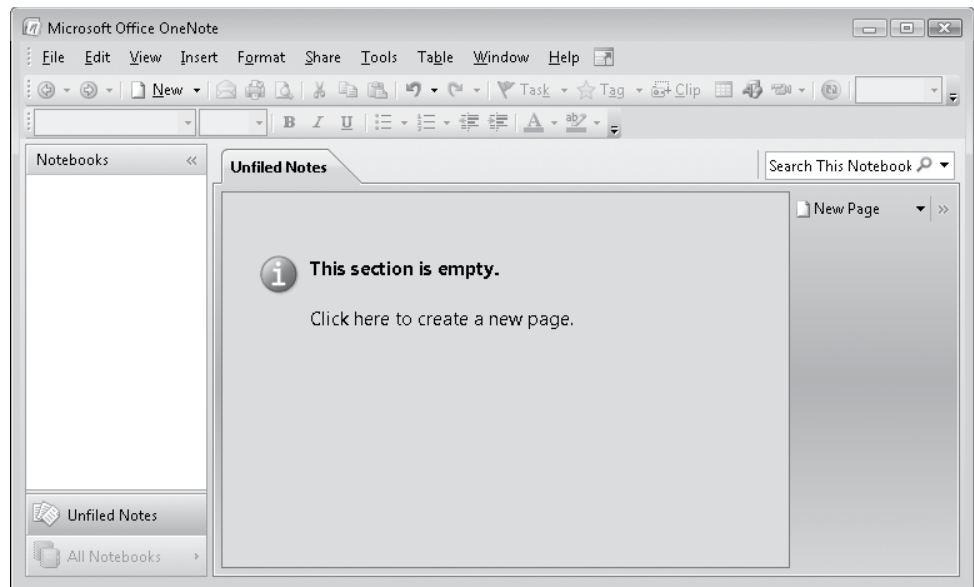 Microsoft Office OneNote
File Edit View Insert Format Share Tools Table Window Help
New Task Tag Clip
B I U A ab
Notebooks
Unfiled Notes
Search This Notebook
New Page
This section is empty.
Click here to create a new page.
Unfiled Notes
All Notebooks